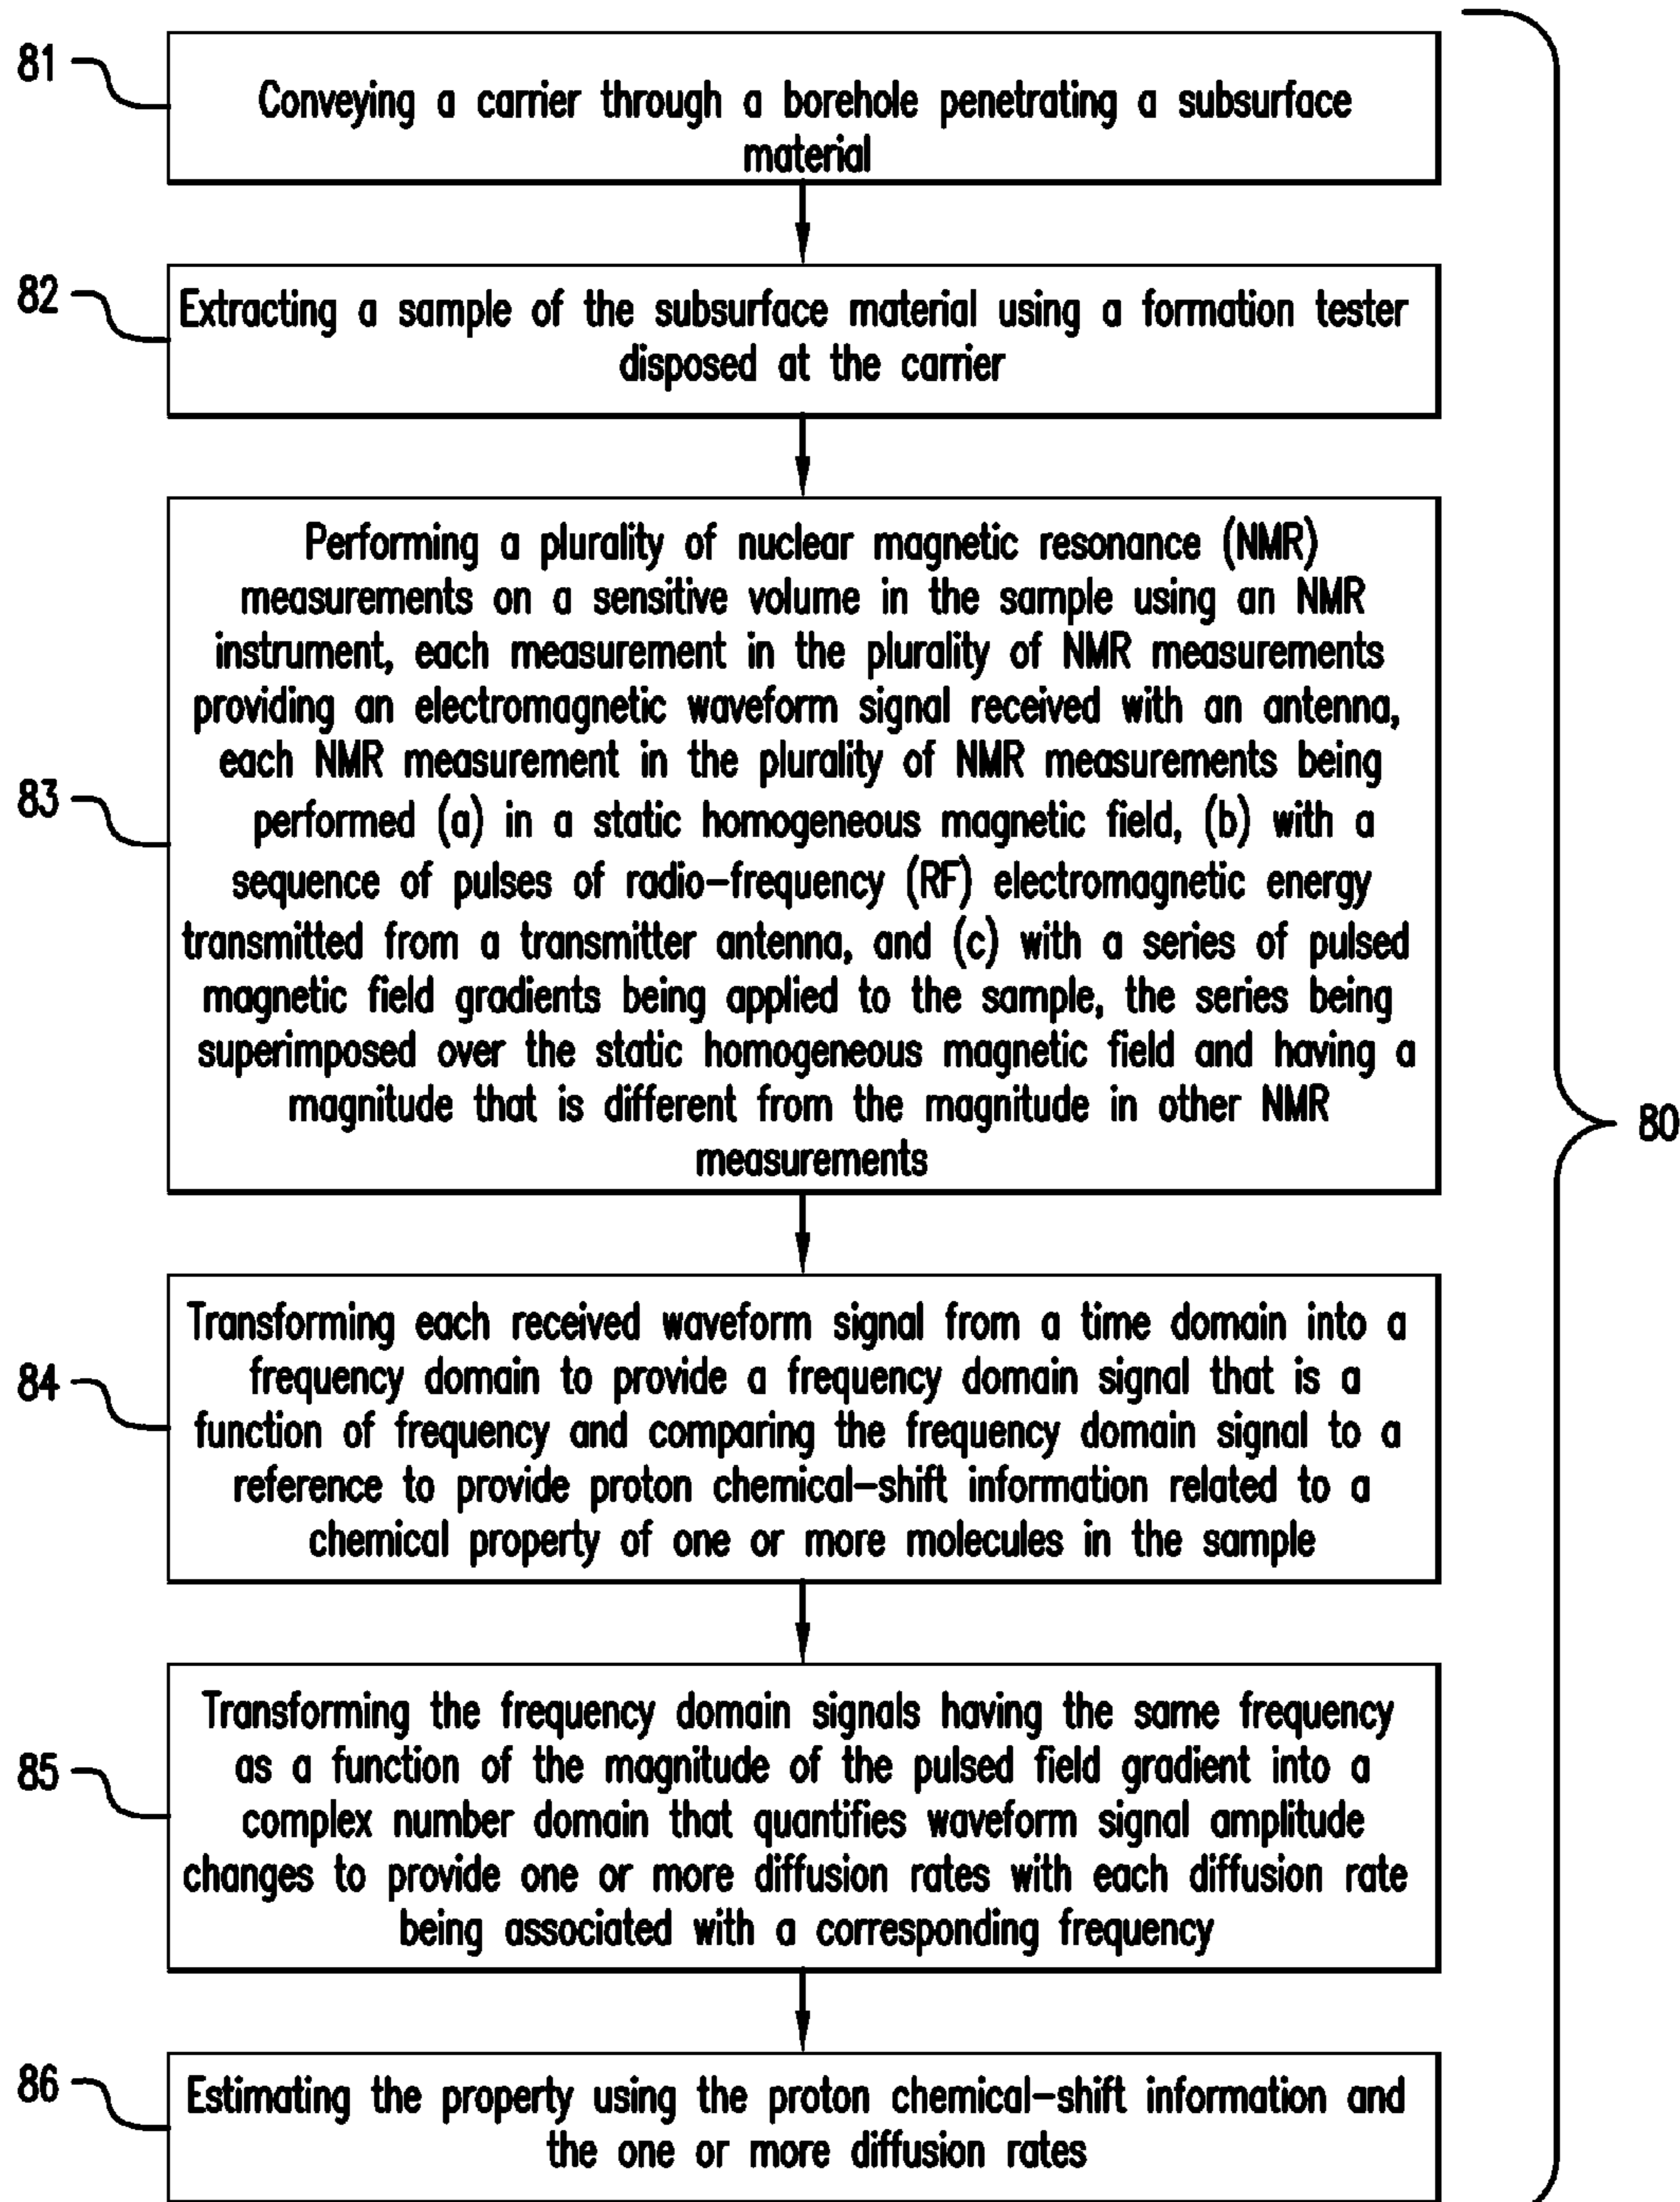 81
Conveying a carrier through a borehole penetrating a subsurface
material
82
Extracting a sample of the subsurface material using a formation tester
disposed at the carrier
83
Performing a plurality of nuclear magnetic resonance (NMR)
measurements on a sensitive volume in the sample using an NMR
instrument, each measurement in the plurality of NMR measurements
providing an electromagnetic waveform signal received with an antenna,
each NMR measurement in the plurality of NMR measurements being
performed (a) in a static homogeneous magnetic field, (b) with a
sequence of pulses of radio-frequency (RF) electromagnetic energy
transmitted from a transmitter antenna, and (c) with a series of pulsed
magnetic field gradients being applied to the sample, the series being
superimposed over the static homogeneous magnetic field and having a
magnitude that is different from the magnitude in other NMR
measurements
80
84
Transforming each received waveform signal from a time domain into a
frequency domain to provide a frequency domain signal that is a
function of frequency and comparing the frequency domain signal to a
reference to provide proton chemical-shift information related to a
chemical property of one or more molecules in the sample
85
Transforming the frequency domain signals having the same frequency
as a function of the magnitude of the pulsed field gradient into a
complex number domain that quantifies waveform signal amplitude
changes to provide one or more diffusion rates with each diffusion rate
being associated with a corresponding frequency
86
Estimating the property using the proton chemical-shift information and
the one or more diffusion rates